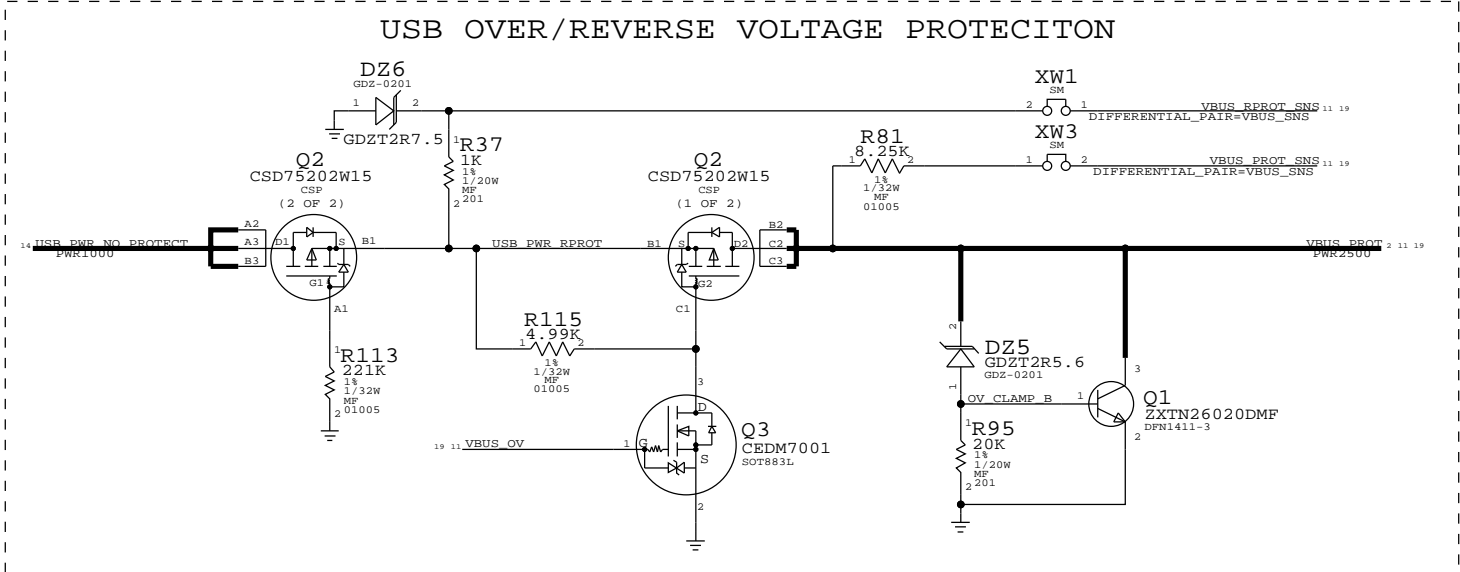 USB OVER/REVERSE VOLTAGE PROTECITON
DZ6
GDZ-0201
1 2
GDZT2R7.5
XW1
SM
2 1
VBUS_RPROT_SNS 11 19
DIFFERENTIAL_PAIR=VBUS_SNS
1
R37
1K
1%
1/20W
MF
201
2
R81
8.25K
1 2
1%
1/32W
MF
01005
XW3
SM
1 2
VBUS_PROT_SNS 11 19
DIFFERENTIAL_PAIR=VBUS_SNS
Q2
CSD75202W15
CSP
(2 OF 2)
Q2
CSD75202W15
CSP
(1 OF 2)
14 USB_PWR_NO_PROTECT
PWR1000
A2
A3
B3
D1 S B1
G1
A1
USB_PWR_RPROT
B1 S D2
G2
C1
B2
C2
C3
VBUS_PROT 2 11 19
PWR2500
1
R113
221K
1%
1/32W
MF
01005
2
R115
4.99K
1 2
1%
1/32W
MF
01005
19 11 VBUS_OV
1 G
3
D
S
2
Q3
CEDM7001
SOT883L
2
DZ5
GDZT2R5.6
GDZ-0201
1
OV_CLAMP_B
1
3
Q1
ZXTN26020DMF
DFN1411-3
2
1
R95
20K
1%
1/20W
MF
201
2